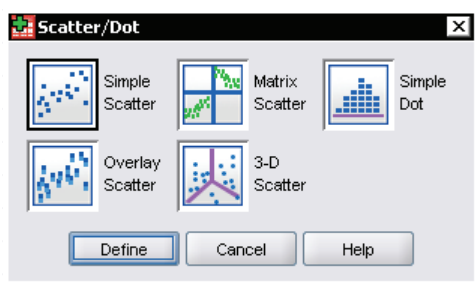 Scatter/Dot
Simple
Scatter
Matrix
Scatter
Simple
Dot
Overlay
Scatter
3-D
Scatter
Define
Cancel
Help